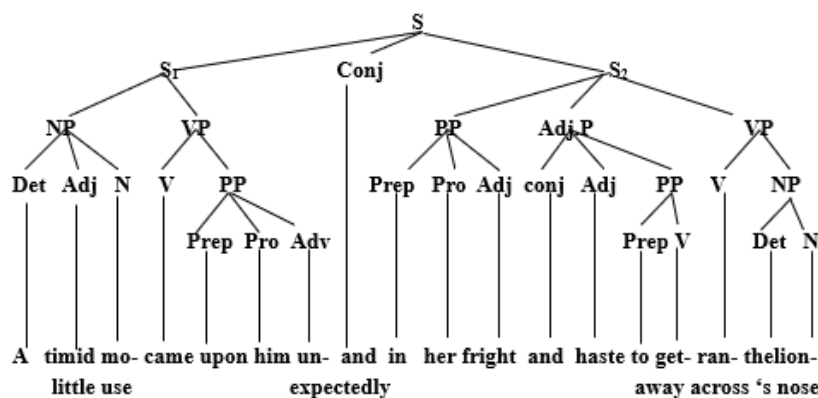 S
S1 Conj S2
NP VP PP Adj.P VP
Det Adj N V PP Prep Pro Adj conj Adj PP V NP
Prep Pro Adv Prep V Det N
A timid mo- came upon him un- and in her fright and haste to get- ran- thelion-
little use expectedly away across 's nose